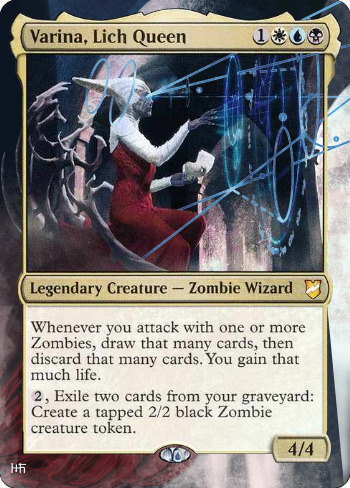 Varina, Lich Queen 1
Legendary Creature — Zombie Wizard
Whenever you attack with one or more
Zombies, draw that many cards, then
discard that many cards. You gain that
much life.
2, Exile two cards from your graveyard:
Create a tapped 2/2 black Zombie
creature token.
4/4